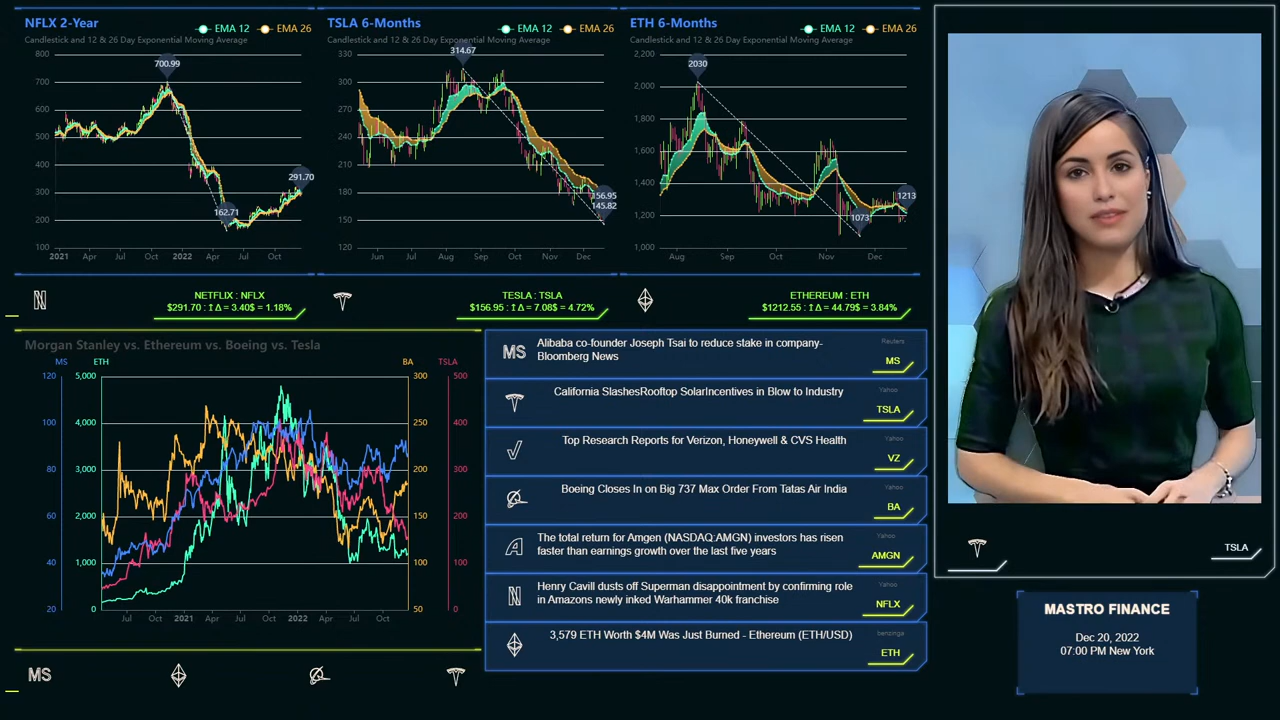 NFLX 2-Year
EMA 12 EMA 26
Candlestick and 12 & 26 Day Exponential Moving Average
700.99
291.70
162.71
800
700
600
500
400
300
200
100
2021 Apr Jul Oct 2022 Apr Jul Oct
TSLA 6-Months
EMA 12 EMA 26
Candlestick and 12 & 26 Day Exponential Moving Average
314.67
156.95
145.82
330
300
270
240
210
180
150
120
Jun Jul Aug Sep Oct Nov Dec
ETH 6-Months
EMA 12 EMA 26
Candlestick and 12 & 26 Day Exponential Moving Average
2030
1213
1073
2,200
2,000
1,800
1,600
1,400
1,200
1,000
Aug Sep Oct Nov Dec
N
NETFLIX : NFLX
$291.70 : ↥ Δ = 3.40$ = 1.18%
TESLA : TSLA
$156.95 : ↥ Δ = 7.08$ = 4.72%
ETHEREUM : ETH
$1212.55 : ↥ Δ = 44.79$ = 3.84%
Morgan Stanley vs. Ethereum vs. Boeing vs. Tesla
MS ETH BA TSLA
120 5,000 300 500
100 4,000 250 400
80 3,000 200 300
60 2,000 150 200
40 1,000 100 100
20 0 50 0
Jul Oct 2021 Apr Jul Oct 2022 Apr Jul Oct
MS
MS
Alibaba co-founder Joseph Tsai to reduce stake in company-
Bloomberg News
Reuters
MS
California SlashesRooftop SolarIncentives in Blow to Industry
Yahoo
TSLA
Top Research Reports for Verizon, Honeywell & CVS Health
Yahoo
VZ
Boeing Closes In on Big 737 Max Order From Tatas Air India
Yahoo
BA
The total return for Amgen (NASDAQ:AMGN) investors has risen
faster than earnings growth over the last five years
Yahoo
AMGN
N
Henry Cavill dusts off Superman disappointment by confirming role
in Amazons newly inked Warhammer 40k franchise
Yahoo
NFLX
3,579 ETH Worth $4M Was Just Burned - Ethereum (ETH/USD)
benzinga
ETH
TSLA
MASTRO FINANCE
Dec 20, 2022
07:00 PM New York